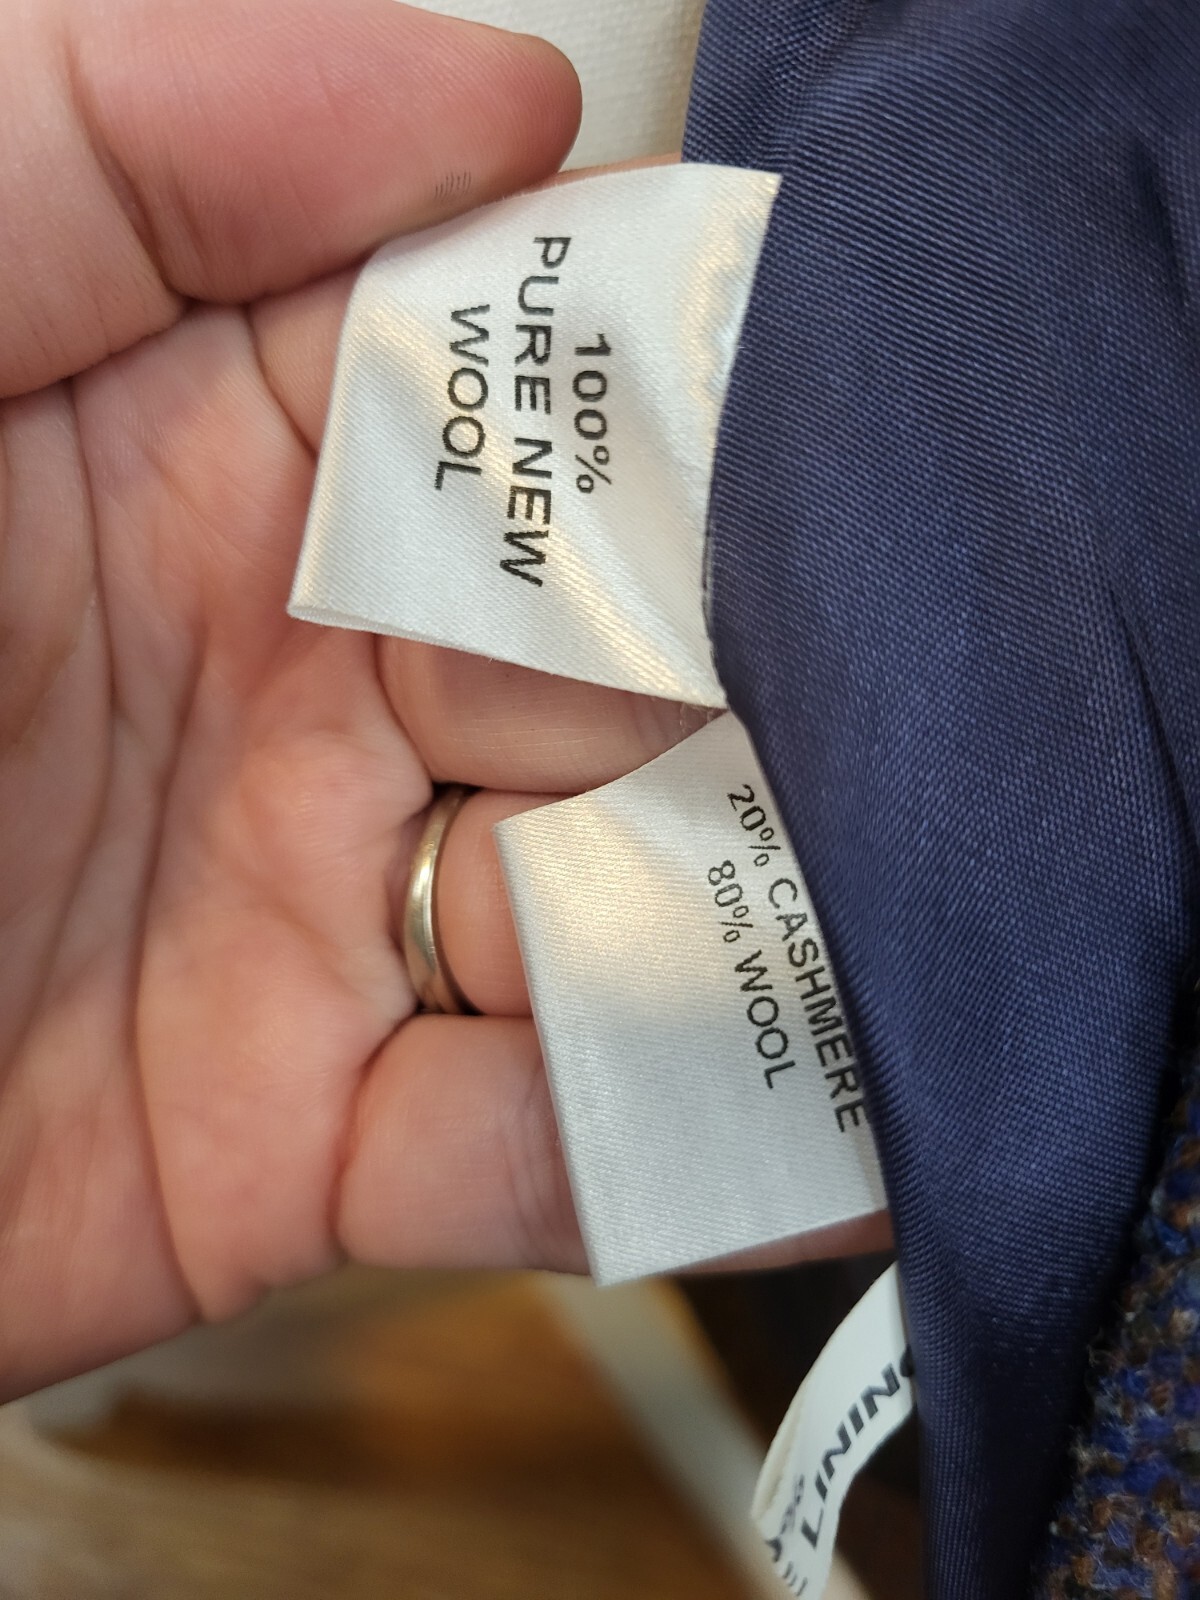 100%
PURE NEW
WOOL
20% CASHMERE
80% WOOL
LINING